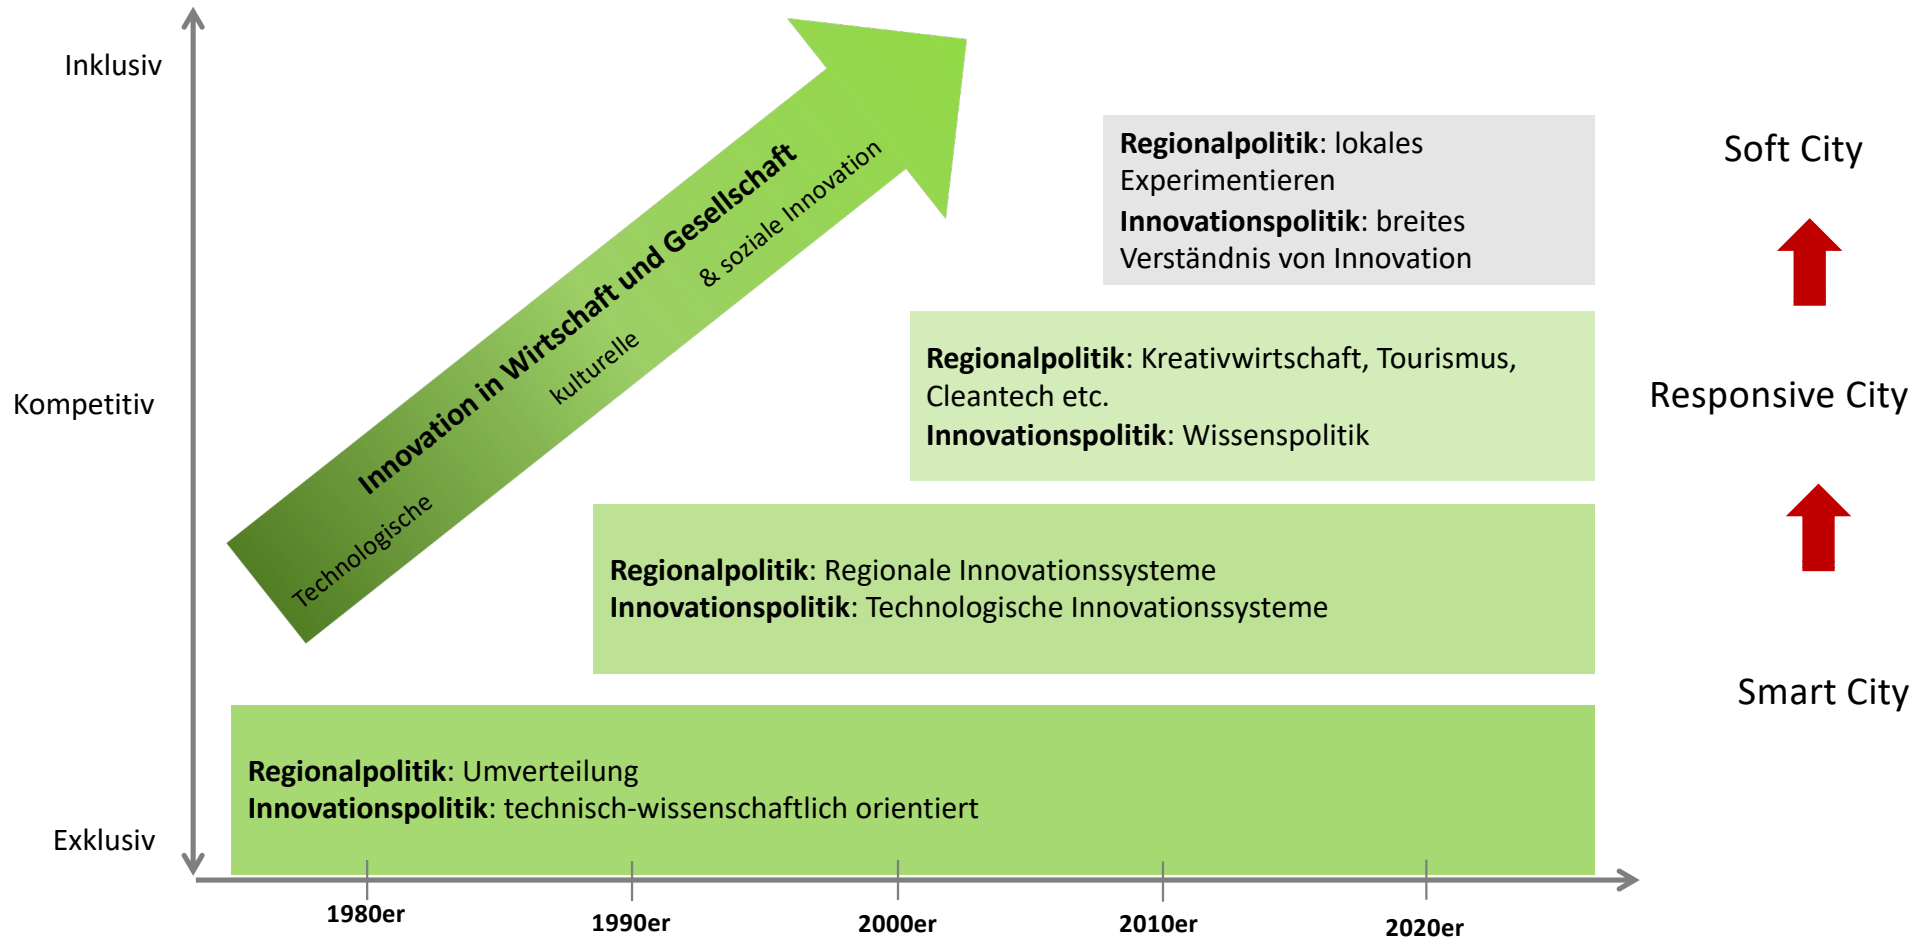 Inklusiv
Kompetitiv
Exklusiv
Innovation in Wirtschaft und Gesellschaft
Technologische
kulturelle
& soziale Innovation
Regionalpolitik: lokales
Experimentieren
Innovationspolitik: breites
Verständnis von Innovation
Regionalpolitik: Kreativwirtschaft, Tourismus,
Cleantech etc.
Innovationspolitik: Wissenspolitik
Regionalpolitik: Regionale Innovationssysteme
Innovationspolitik: Technologische Innovationssysteme
Regionalpolitik: Umverteilung
Innovationspolitik: technisch-wissenschaftlich orientiert
Soft City
Responsive City
Smart City
1980er
1990er
2000er
2010er
2020er